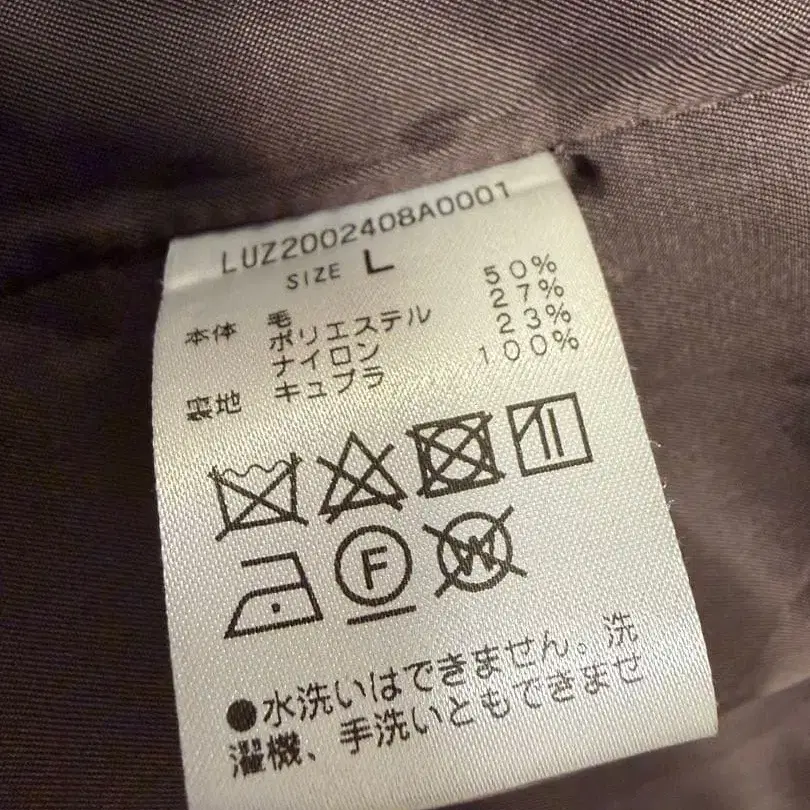 LUZ2002408A0001
SIZE L
本体 毛 50%
ポリエステル 27%
ナイロン 23%
裏地 キュプラ 100%
F W
●水洗いはできません。洗
濯機、手洗いともできませ